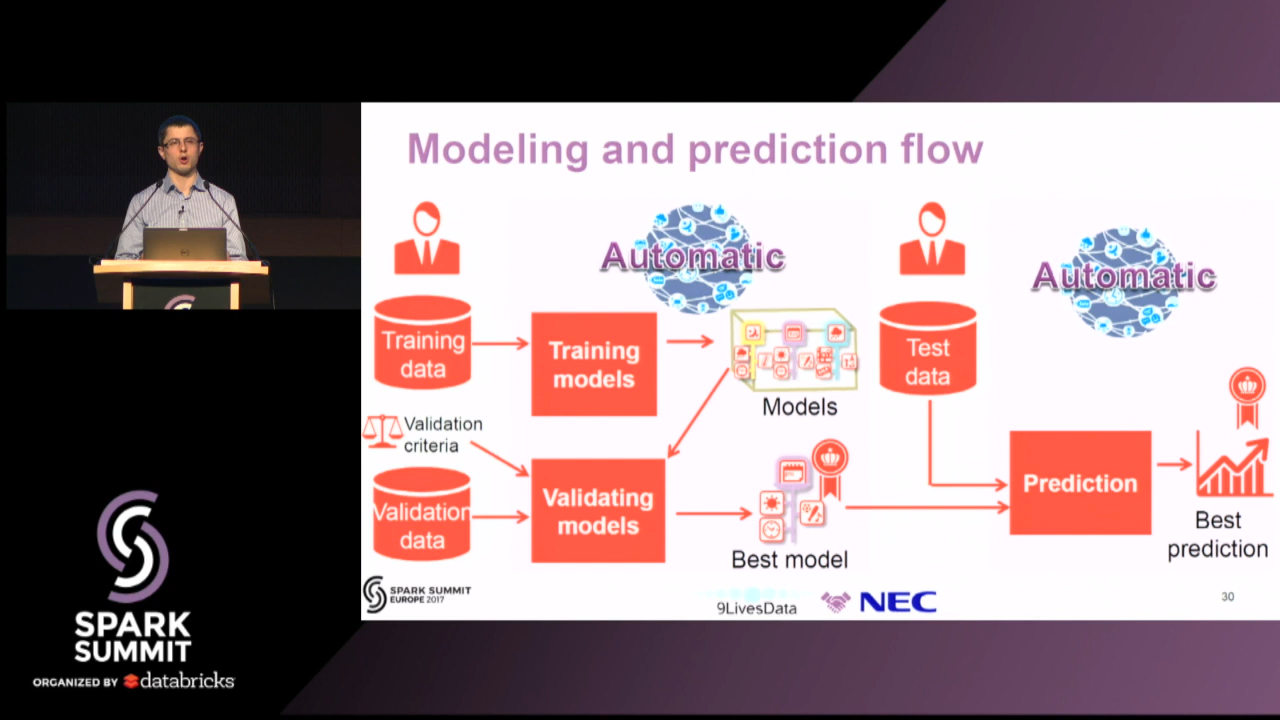 Modeling and prediction flow
Automatic
Automatic
Training
data
Training
models
Models
Test
data
Validation
criteria
Validation
data
Validating
models
Best model
Prediction
Best
prediction
SPARK SUMMIT
EUROPE 2017
9LivesData
NEC
30
SPARK
SUMMIT
ORGANIZED BY databricks